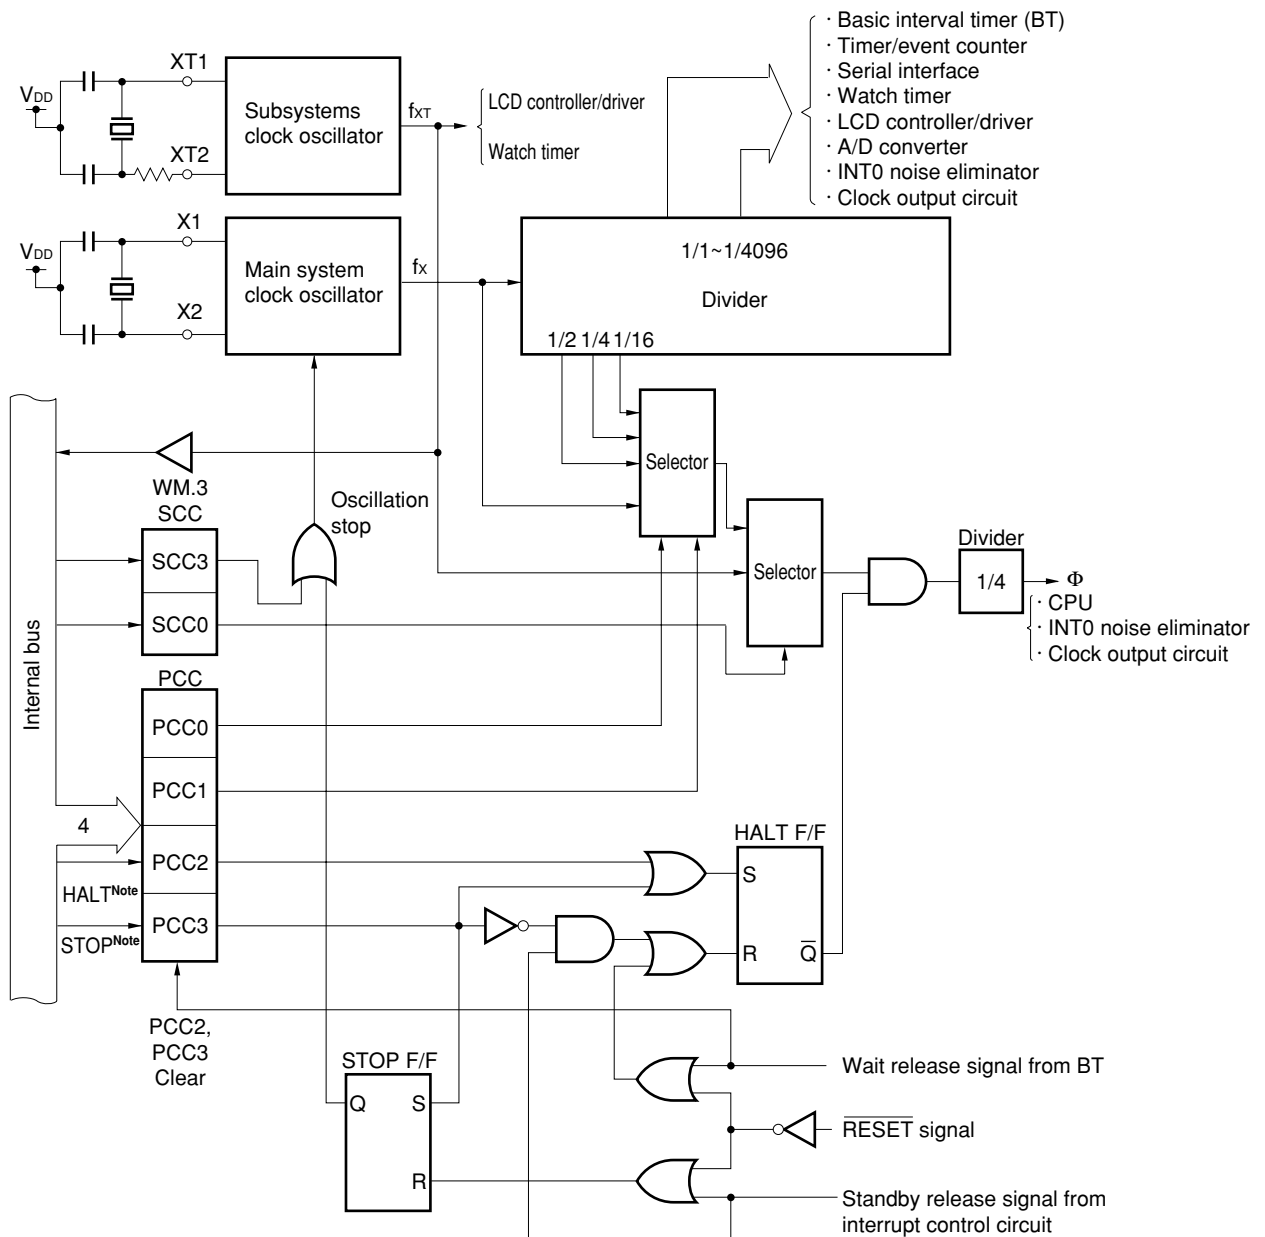 · Basic interval timer (BT)
· Timer/event counter
· Serial interface
· Watch timer
· LCD controller/driver
· A/D converter
· INT0 noise eliminator
· Clock output circuit
XT1
VDD
XT2
Subsystems
clock oscillator
fXT
LCD controller/driver
Watch timer
X1
VDD
X2
Main system
clock oscillator
fX
1/1~1/4096
Divider
1/2 1/4 1/16
Selector
WM.3
SCC
Oscillation
stop
SCC3
SCC0
Selector
Divider
1/4
Φ
· CPU
· INT0 noise eliminator
· Clock output circuit
Internal bus
PCC
PCC0
PCC1
4
PCC2
HALTNote
PCC3
STOPNote
HALT F/F
S
R
Q̅
PCC2,
PCC3
Clear
STOP F/F
Q
S
R
Wait release signal from BT
R̅E̅S̅E̅T̅ signal
Standby release signal from
interrupt control circuit